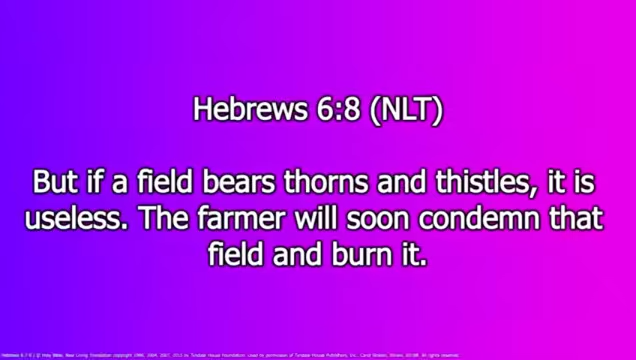 Hebrews 6:8 (NLT)
But if a field bears thorns and thistles, it is
useless. The farmer will soon condemn that
field and burn it.